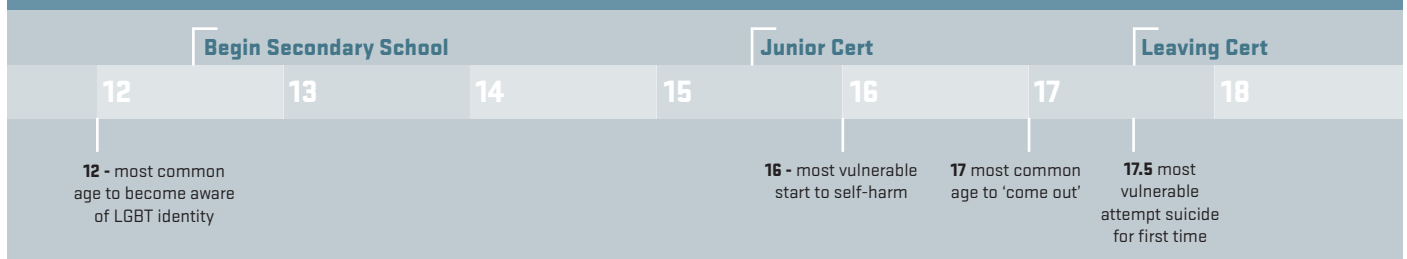 Begin Secondary School
Junior Cert
Leaving Cert
12
13
14
15
16
17
18
12 - most common
age to become aware
of LGBT identity
16 - most vulnerable
start to self-harm
17 most common
age to ‘come out’
17.5 most
vulnerable
attempt suicide
for first time